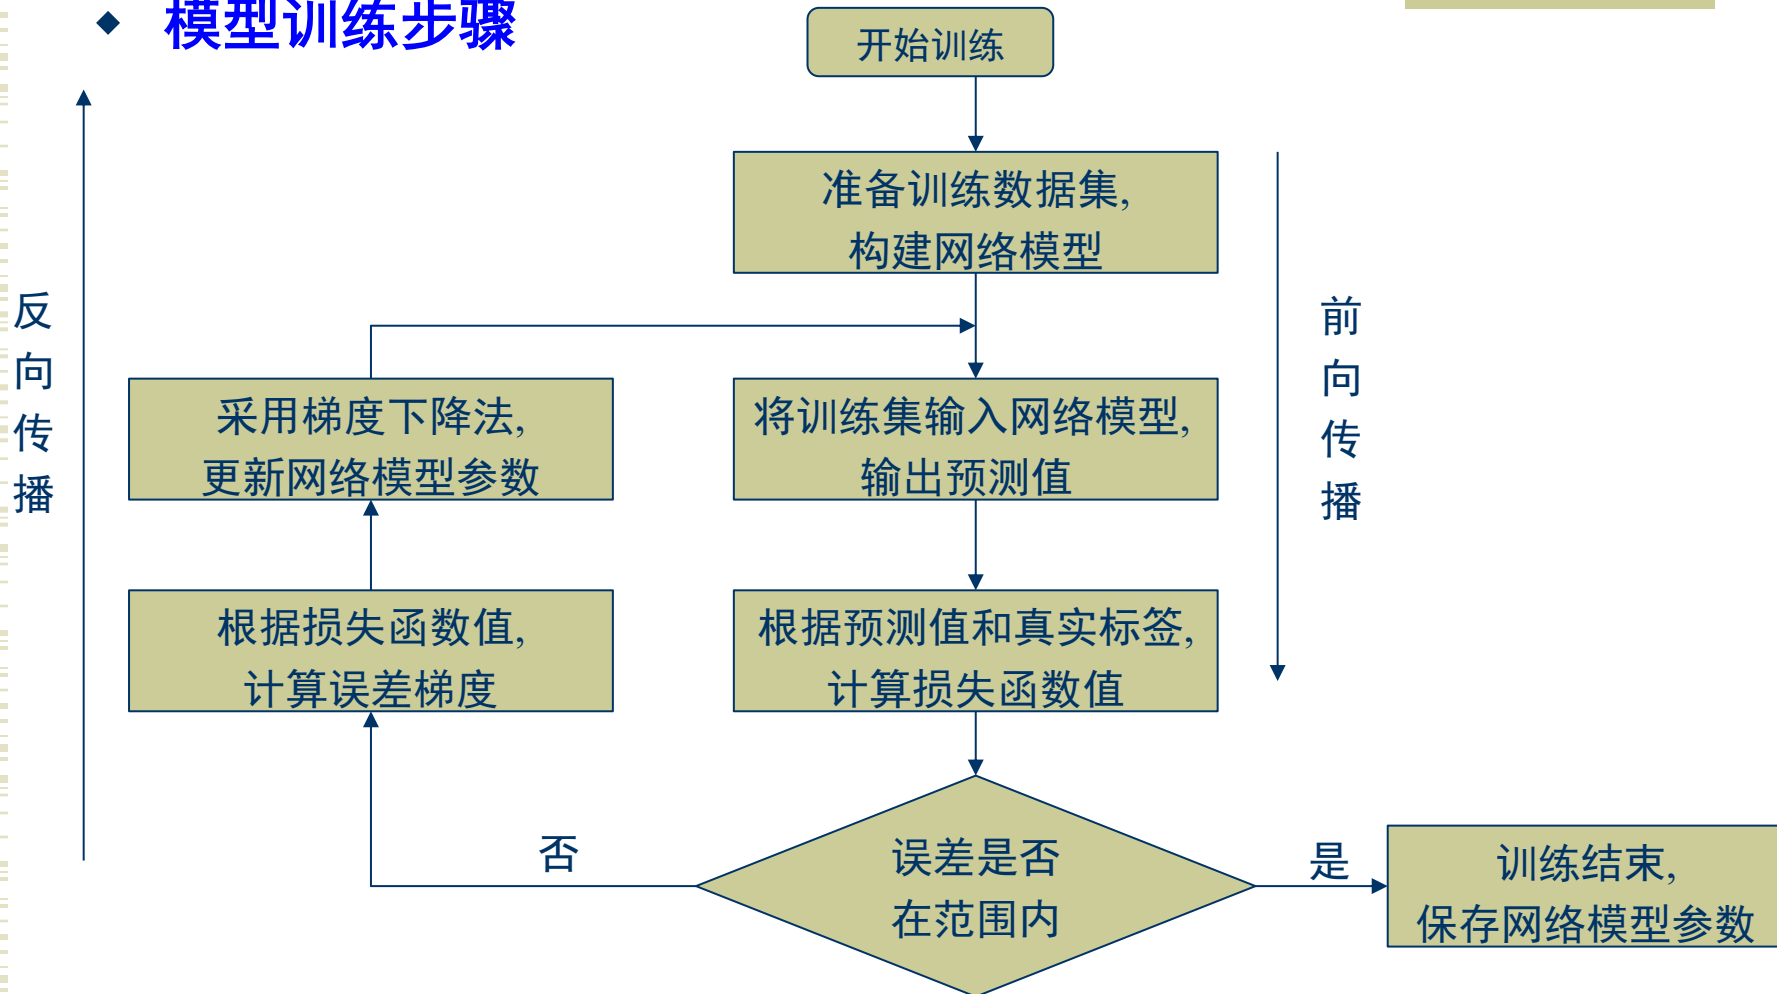 模型训练步骤
开始训练
准备训练数据集,
构建网络模型
反
向
传
播
前
向
传
播
采用梯度下降法,
更新网络模型参数
将训练集输入网络模型,
输出预测值
根据损失函数值,
计算误差梯度
根据预测值和真实标签,
计算损失函数值
否
误差是否
在范围内
是
训练结束,
保存网络模型参数